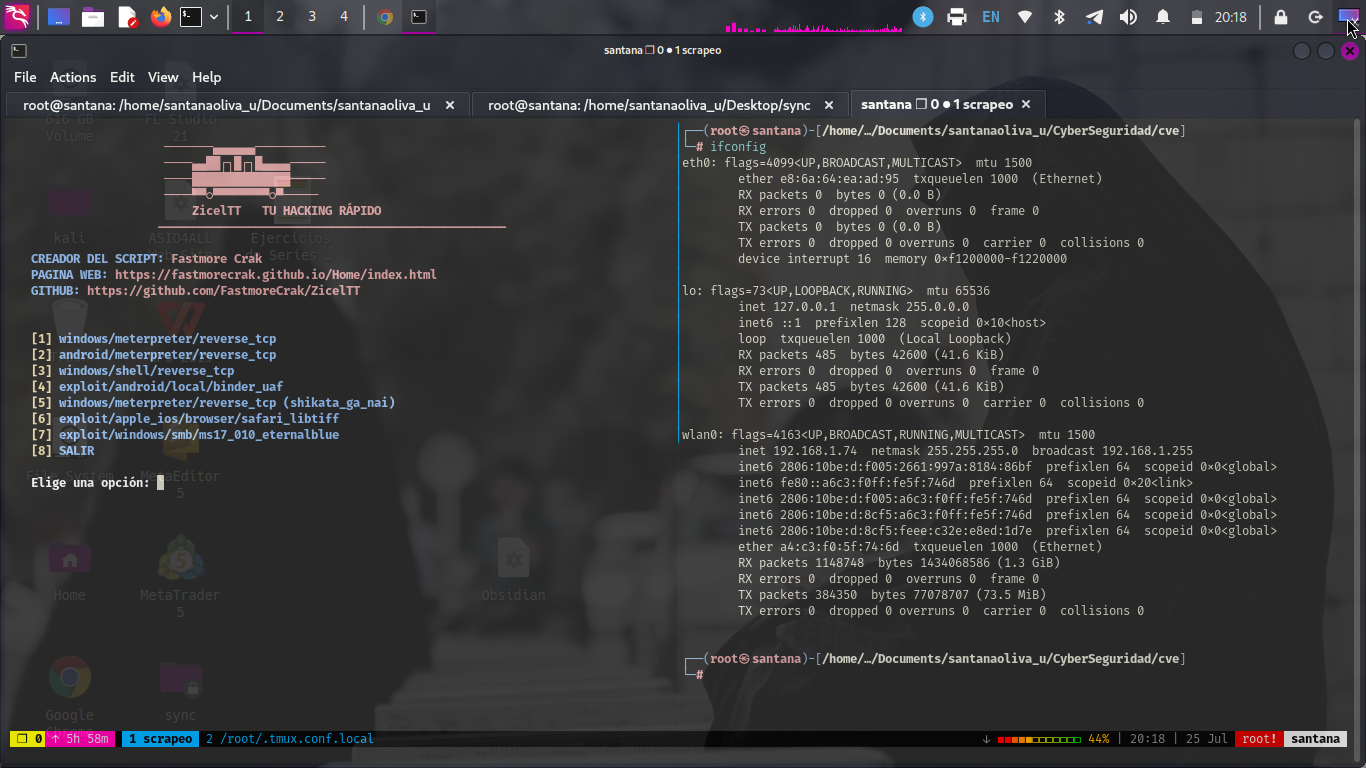 1 2 3 4 EN 20:18
santana ❐ 0 ● 1 scrapeo
File Actions Edit View Help
root@santana: /home/santanaoliva_u/Documents/santanaoliva_u × root@santana: /home/santanaoliva_u/Desktop/sync × santana ❐ 0 ● 1 scrapeo ×
ZicelTT TU HACKING RÁPIDO
CREADOR DEL SCRIPT: Fastmore Crak
PAGINA WEB: https://fastmorecrak.github.io/Home/index.html
GITHUB: https://github.com/FastmoreCrak/ZicelTT
[1] windows/meterpreter/reverse_tcp
[2] android/meterpreter/reverse_tcp
[3] windows/shell/reverse_tcp
[4] exploit/android/local/binder_uaf
[5] windows/meterpreter/reverse_tcp (shikata_ga_nai)
[6] exploit/apple_ios/browser/safari_libtiff
[7] exploit/windows/smb/ms17_010_eternalblue
[8] SALIR
Elige una opción:
┌──(root㉿santana)-[/home/…/Documents/santanaoliva_u/CyberSeguridad/cve]
└─# ifconfig
eth0: flags=4099<UP,BROADCAST,MULTICAST> mtu 1500
ether e8:6a:64:ea:ad:95 txqueuelen 1000 (Ethernet)
RX packets 0 bytes 0 (0.0 B)
RX errors 0 dropped 0 overruns 0 frame 0
TX packets 0 bytes 0 (0.0 B)
TX errors 0 dropped 0 overruns 0 carrier 0 collisions 0
device interrupt 16 memory 0×f1200000-f1220000
lo: flags=73<UP,LOOPBACK,RUNNING> mtu 65536
inet 127.0.0.1 netmask 255.0.0.0
inet6 ::1 prefixlen 128 scopeid 0×10<host>
loop txqueuelen 1000 (Local Loopback)
RX packets 485 bytes 42600 (41.6 KiB)
RX errors 0 dropped 0 overruns 0 frame 0
TX packets 485 bytes 42600 (41.6 KiB)
TX errors 0 dropped 0 overruns 0 carrier 0 collisions 0
wlan0: flags=4163<UP,BROADCAST,RUNNING,MULTICAST> mtu 1500
inet 192.168.1.74 netmask 255.255.255.0 broadcast 192.168.1.255
inet6 2806:10be:d:f005:2661:997a:8184:86bf prefixlen 64 scopeid 0×0<global>
inet6 fe80::a6c3:f0ff:fe5f:746d prefixlen 64 scopeid 0×20<link>
inet6 2806:10be:d:f005:a6c3:f0ff:fe5f:746d prefixlen 64 scopeid 0×0<global>
inet6 2806:10be:d:8cf5:a6c3:f0ff:fe5f:746d prefixlen 64 scopeid 0×0<global>
inet6 2806:10be:d:8cf5:feee:c32e:e8ed:1d7e prefixlen 64 scopeid 0×0<global>
ether a4:c3:f0:5f:74:6d txqueuelen 1000 (Ethernet)
RX packets 1148748 bytes 1434068586 (1.3 GiB)
RX errors 0 dropped 0 overruns 0 frame 0
TX packets 384350 bytes 77078707 (73.5 MiB)
TX errors 0 dropped 0 overruns 0 carrier 0 collisions 0
┌──(root㉿santana)-[/home/…/Documents/santanaoliva_u/CyberSeguridad/cve]
└─#
Volume
FL Studio
21
kali
ASIO4ALL
Ejercicios
Series
File System
MetaEditor
5
Home
MetaTrader
5
Obsidian
Google
Chrome
sync
❐ 0 ↑ 5h 58m 1 scrapeo 2 /root/.tmux.conf.local ↓ 44% | 20:18 | 25 Jul root! santana